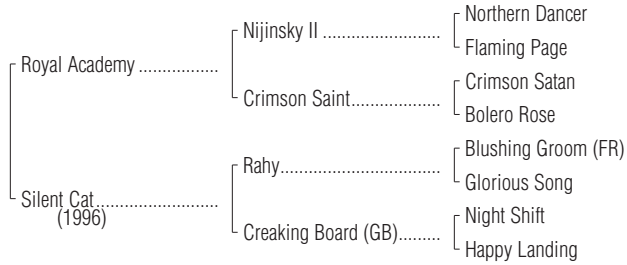 Northern Dancer
Nijinsky II ........................
Flaming Page
Royal Academy ................
Crimson Satan
Crimson Saint..................
Bolero Rose
Blushing Groom (FR)
Rahy................................
Glorious Song
Silent Cat........................
(1996)
Night Shift
Creaking Board (GB)........
Happy Landing